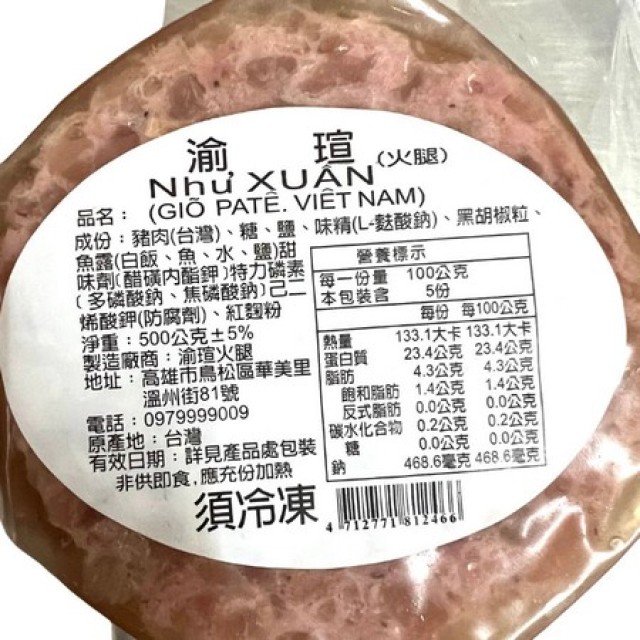 渝瑄(火腿)
Như XUÂN
品名：(GIÕ PATÊ. VIÊT NAM)
成份：豬肉(台灣)、糖、鹽、味精(L-麩酸鈉)、黑胡椒粒、
魚露(白飯、魚、水、鹽)甜
味劑〔醋磺內酯鉀〕特力磷素
〔多磷酸鈉、焦磷酸鈉〕己二
烯酸鉀(防腐劑)、紅麴粉
淨重：500公克±5%
製造廠商：渝瑄火腿
地址：高雄市鳥松區華美里
溫州街81號
電話：0979999009
原產地：台灣
有效日期：詳見產品處包裝
非供即食，應充份加熱
須冷凍
營養標示
每一份量 100公克
本包裝含 5份
每份 每100公克
熱量 133.1大卡 133.1大卡
蛋白質 23.4公克 23.4公克
脂肪 4.3公克 4.3公克
飽和脂肪 1.4公克 1.4公克
反式脂肪 0.0公克 0.0公克
碳水化合物 0.2公克 0.2公克
糖 0.0公克 0.0公克
鈉 468.6毫克 468.6毫克
4 712771 812466